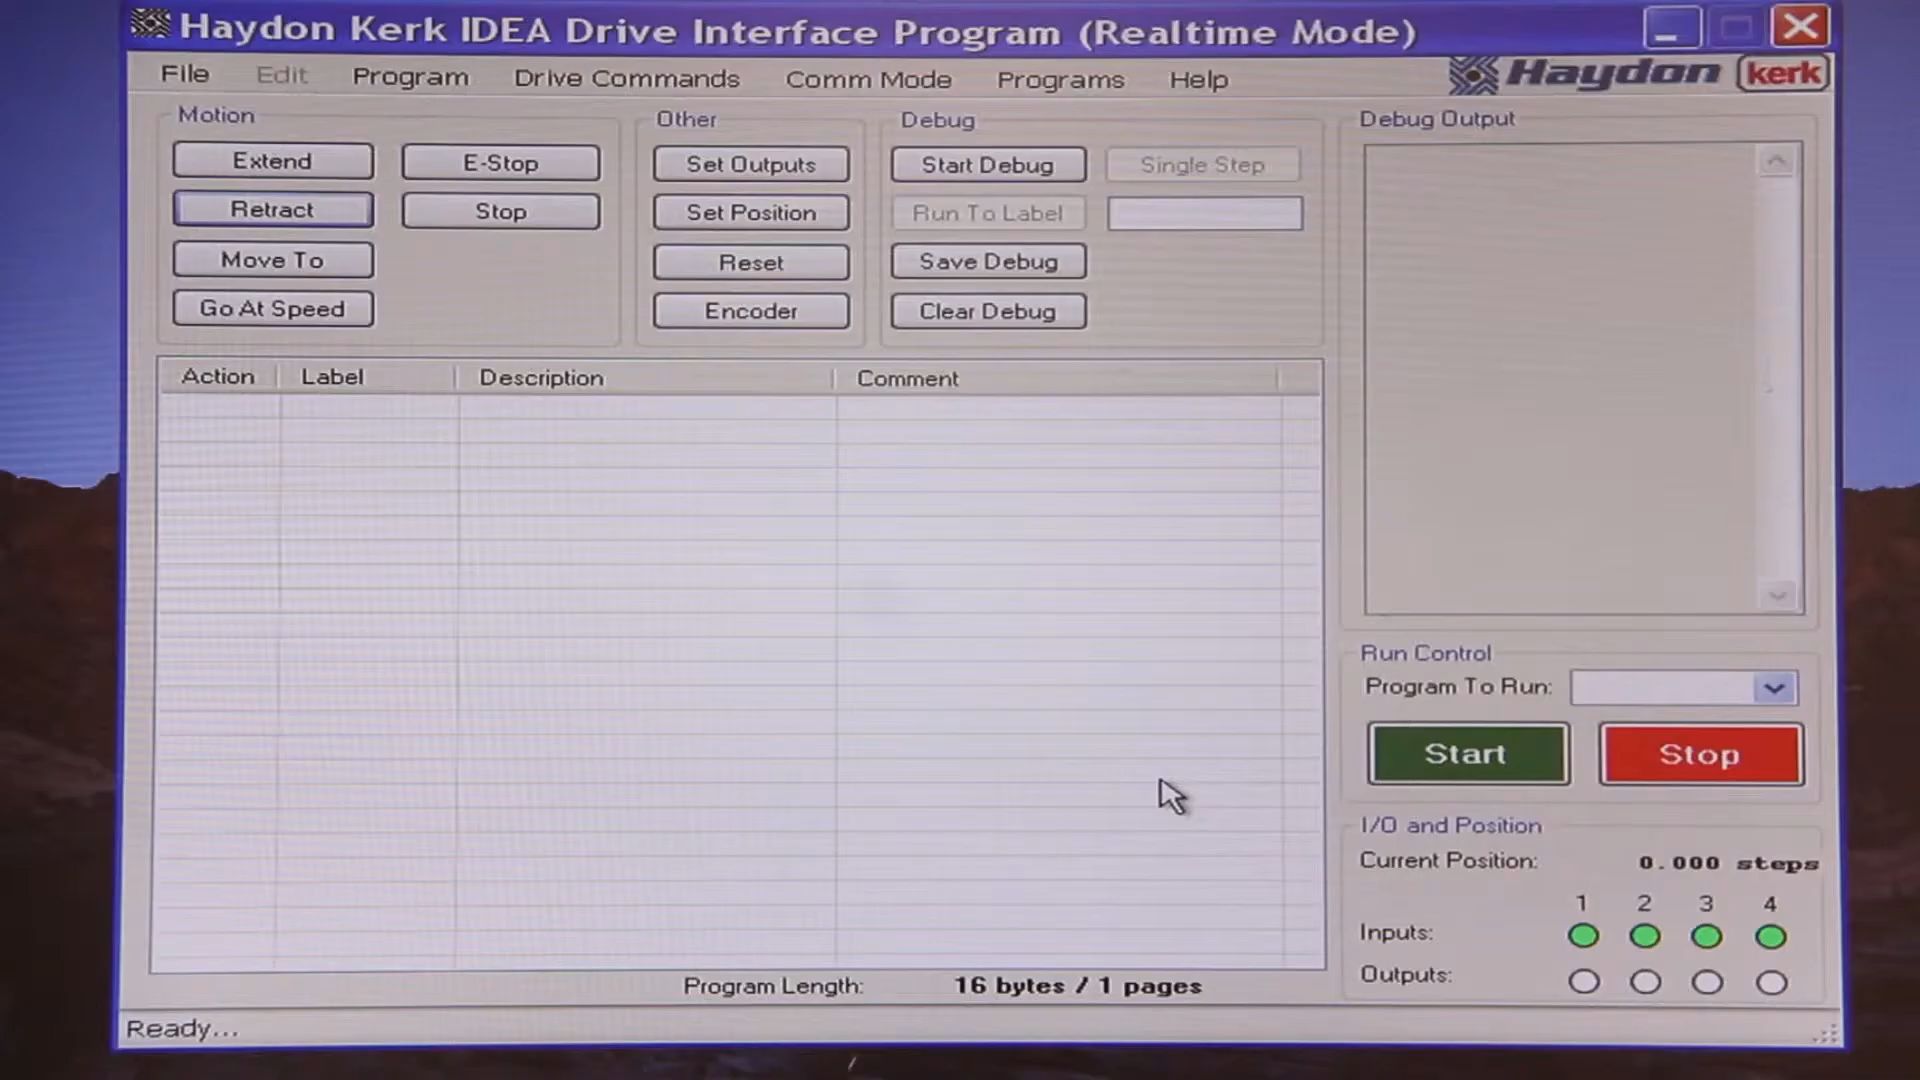 Haydon Kerk IDEA Drive Interface Program (Realtime Mode)
File Edit Program Drive Commands Comm Mode Programs Help
Haydon kerk
Motion
Extend
E-Stop
Retract
Stop
Move To
Go At Speed
Other
Set Outputs
Set Position
Reset
Encoder
Debug
Start Debug
Single Step
Run To Label
Save Debug
Clear Debug
Debug Output
Action Label Description Comment
Run Control
Program To Run:
Start
Stop
I/O and Position
Current Position: 0.000 steps
1 2 3 4
Inputs:
Outputs:
Program Length: 16 bytes / 1 pages
Ready...